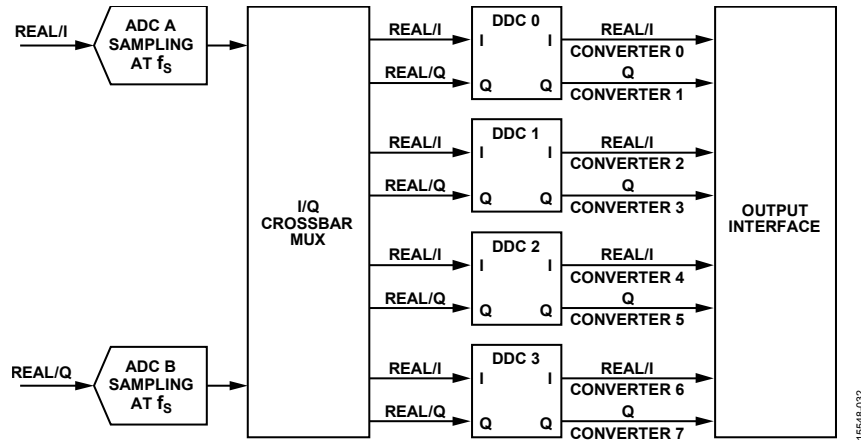 REAL/I
ADC A
SAMPLING
AT fS
REAL/Q
ADC B
SAMPLING
AT fS
I/Q
CROSSBAR
MUX
REAL/I
REAL/Q
DDC 0
I I
Q Q
REAL/I
CONVERTER 0
Q
CONVERTER 1
REAL/I
REAL/Q
DDC 1
I I
Q Q
REAL/I
CONVERTER 2
Q
CONVERTER 3
REAL/I
REAL/Q
DDC 2
I I
Q Q
REAL/I
CONVERTER 4
Q
CONVERTER 5
REAL/I
REAL/Q
DDC 3
I I
Q Q
REAL/I
CONVERTER 6
Q
CONVERTER 7
OUTPUT
INTERFACE
15548-032